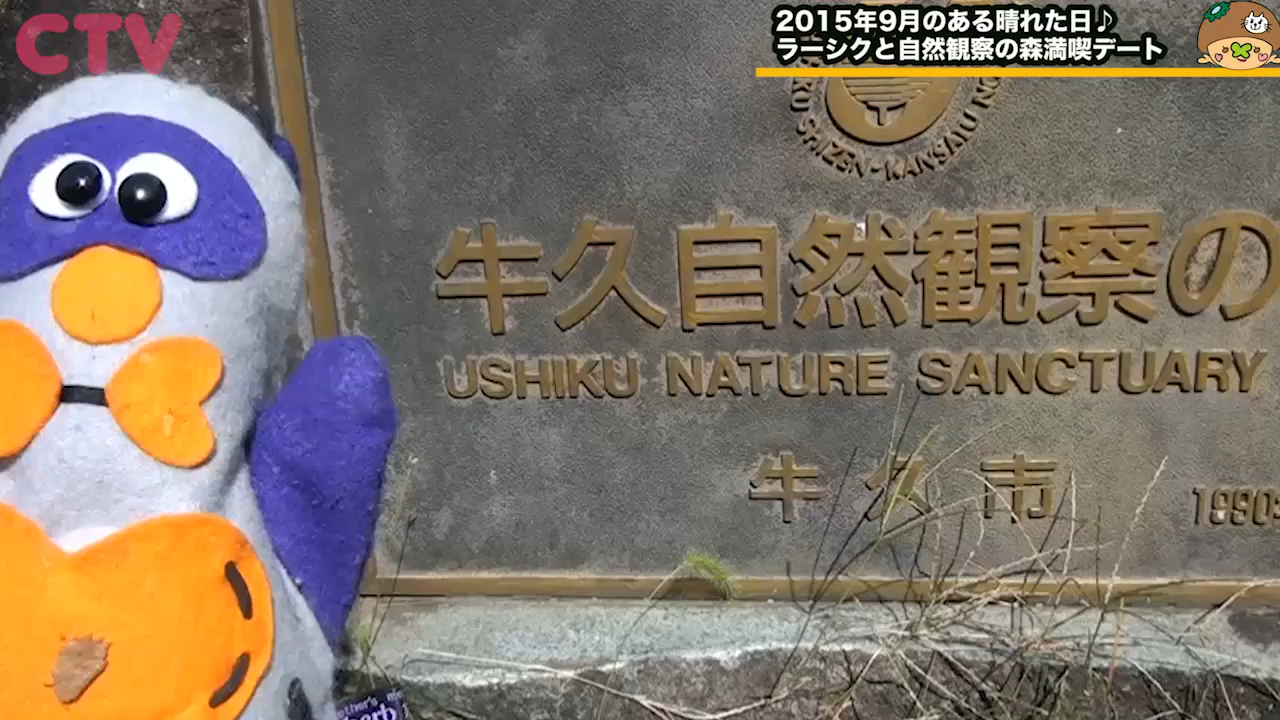 CTV
2015年9月のある晴れた日♪
ラーシクと自然観察の森満喫デート
SHIZEN-KANSATU NO
牛久自然観察の
USHIKU NATURE SANCTUARY
牛久市
1990